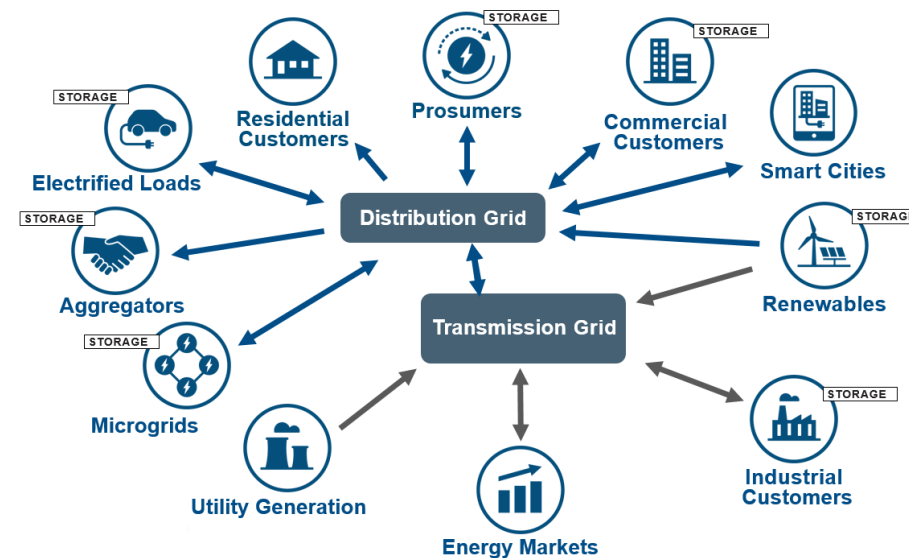 STORAGE
Prosumers
STORAGE
Commercial
Customers
Residential
Customers
STORAGE
Electrified Loads
Smart Cities
Distribution Grid
STORAGE
Aggregators
STORAGE
Renewables
Transmission Grid
STORAGE
Microgrids
Utility Generation
Energy Markets
STORAGE
Industrial
Customers